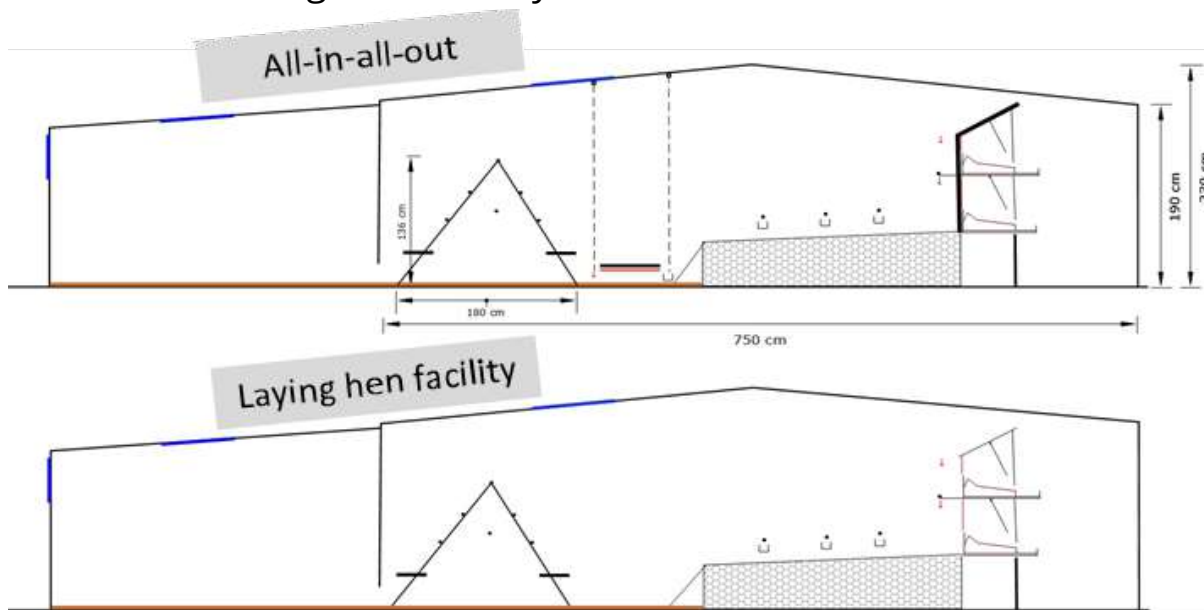 All-in-all-out
136 cm
180 cm
750 cm
190 cm
Laying hen facility